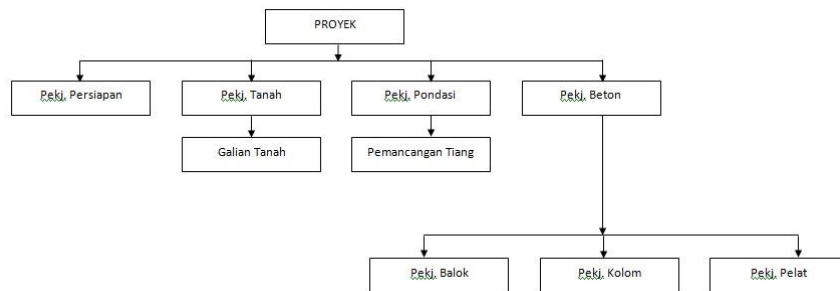 PROYEK
Pekj. Persiapan
Pekj. Tanah
Pekj. Pondasi
Pekj. Beton
Galian Tanah
Pemancangan Tiang
Pekj. Balok
Pekj. Kolom
Pekj. Pelat